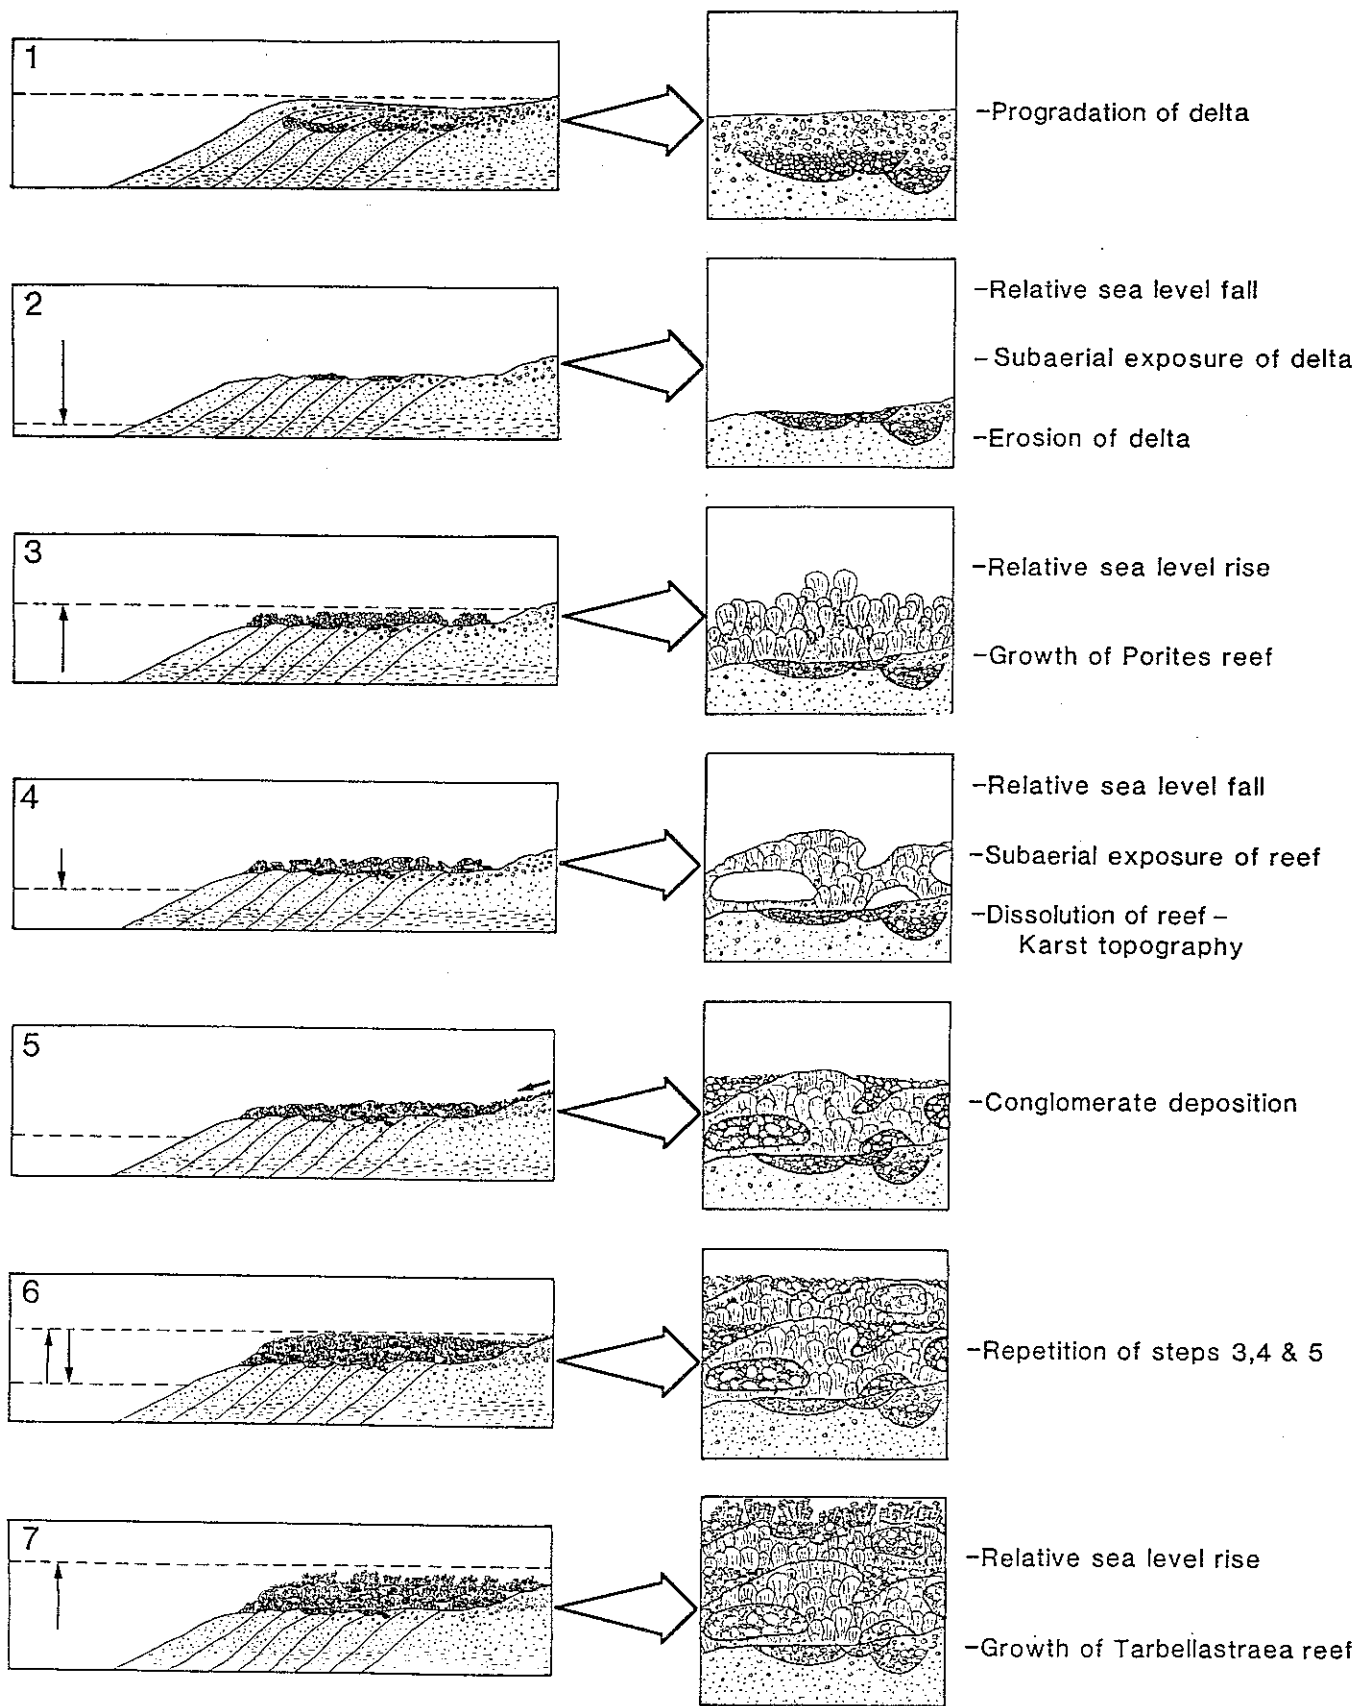 1
-Progradation of delta
2
-Relative sea level fall
-Subaerial exposure of delta
-Erosion of delta
3
-Relative sea level rise
-Growth of Porites reef
4
-Relative sea level fall
-Subaerial exposure of reef
-Dissolution of reef -
Karst topography
5
-Conglomerate deposition
6
-Repetition of steps 3,4 & 5
7
-Relative sea level rise
-Growth of Tarbellastraea reef